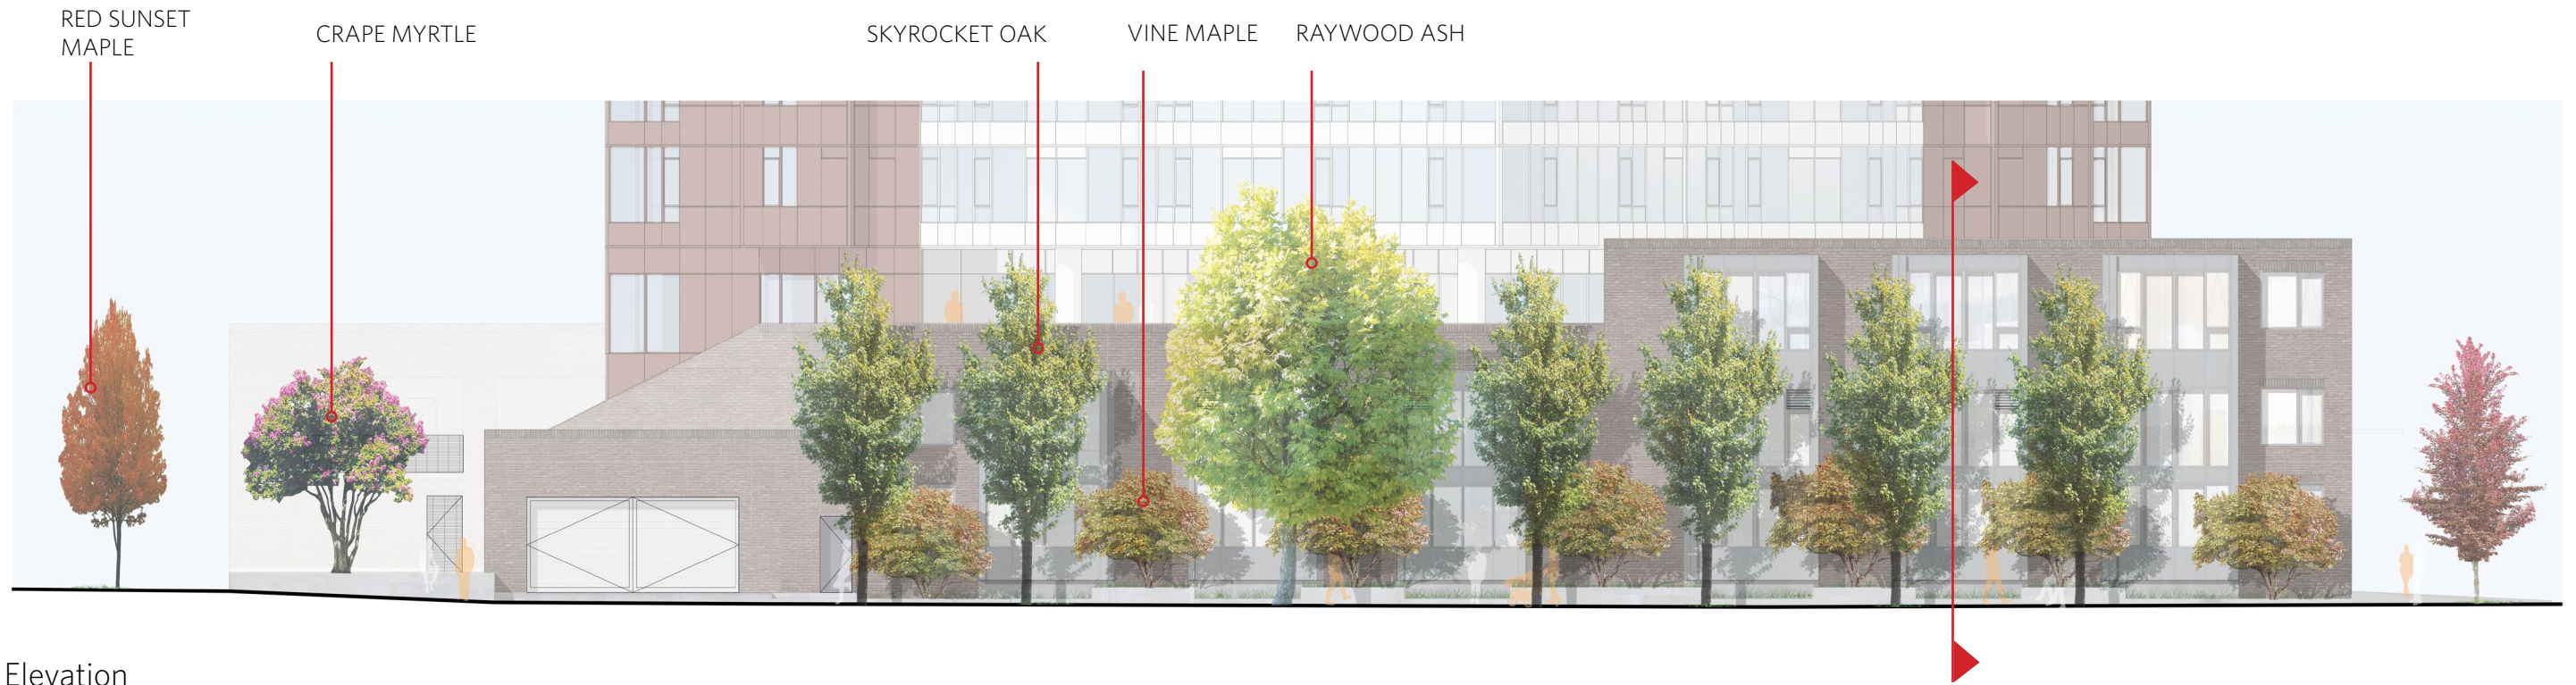 RED SUNSET
MAPLE
CRAPE MYRTLE
SKYROCKET OAK
VINE MAPLE
RAYWOOD ASH
Elevation